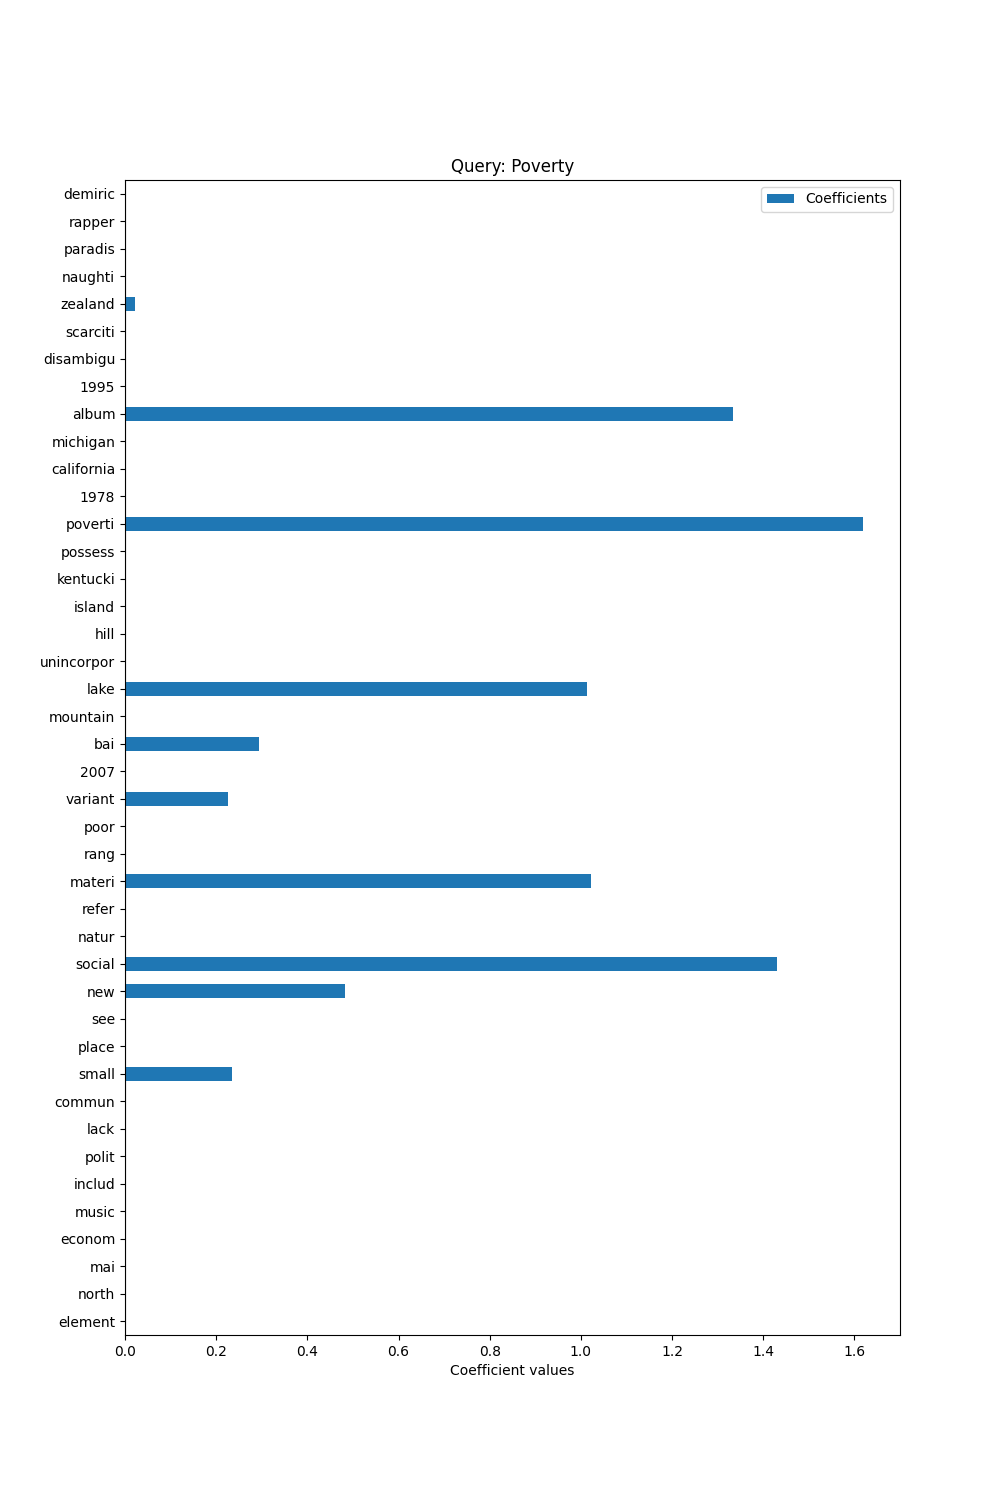 Query: Poverty
Coefficients
demiric
rapper
paradis
naughti
zealand
scarciti
disambigu
1995
album
michigan
california
1978
poverti
possess
kentucki
island
hill
unincorpor
lake
mountain
bai
2007
variant
poor
rang
materi
refer
natur
social
new
see
place
small
commun
lack
polit
includ
music
econom
mai
north
element
0.0 0.2 0.4 0.6 0.8 1.0 1.2 1.4 1.6
Coefficient values